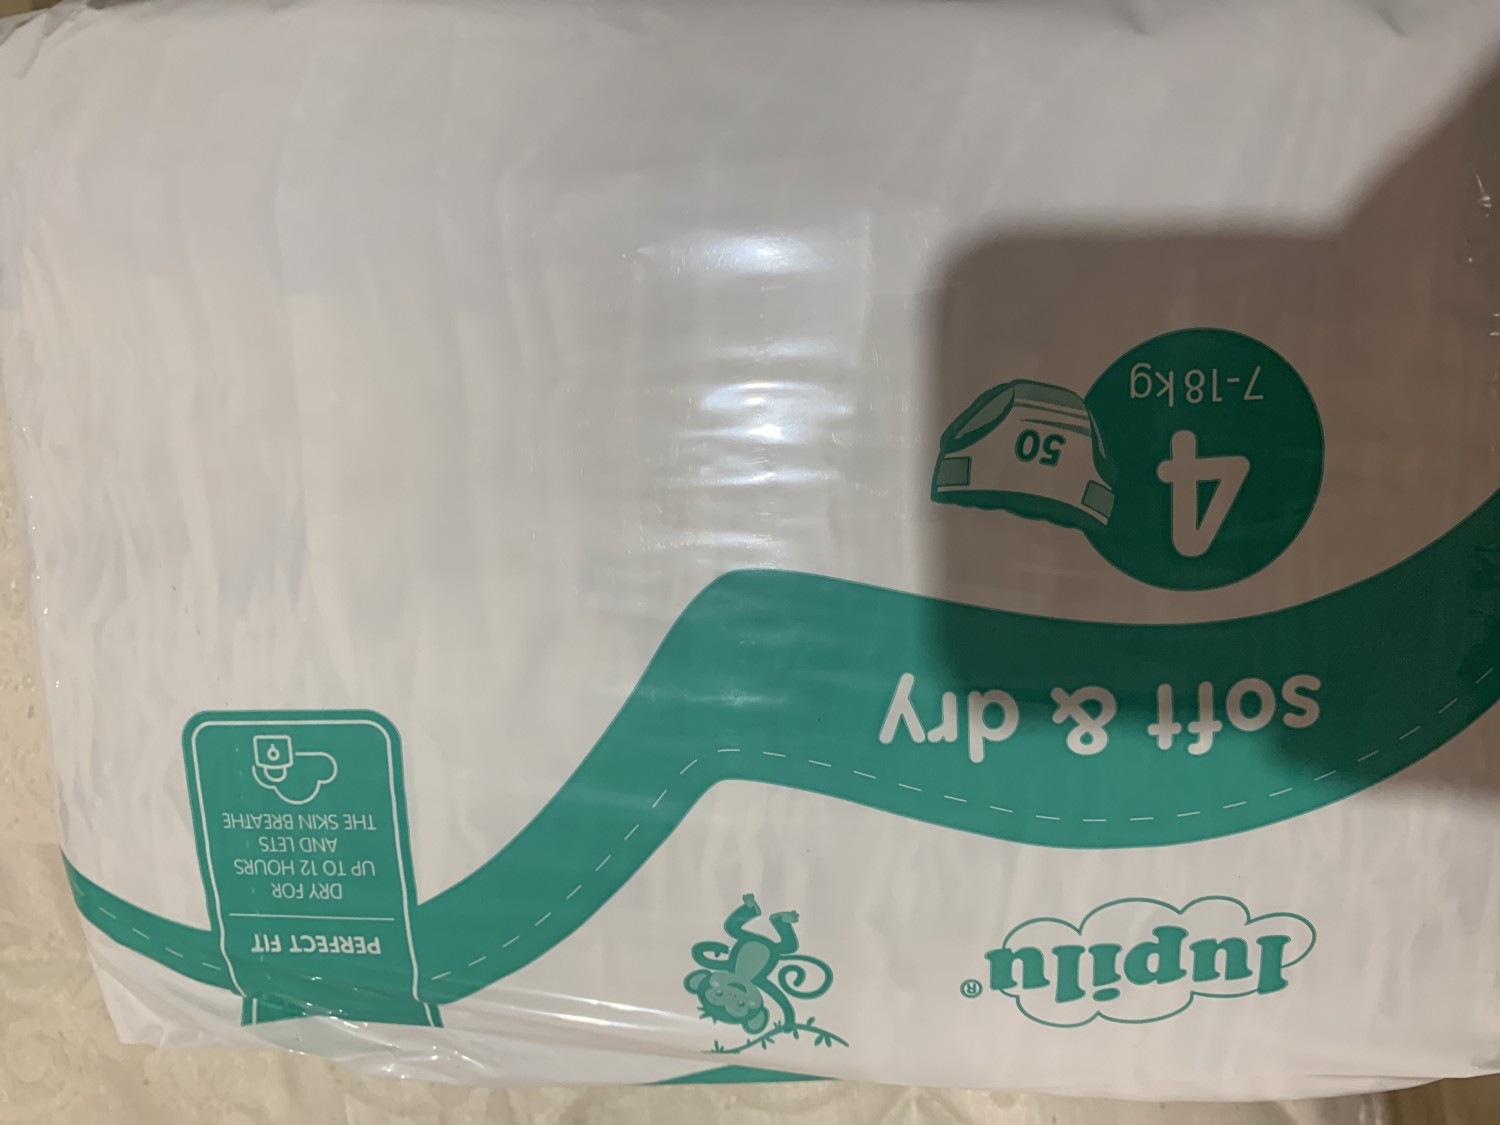 lupilu®
soft & dry
4
7-18 kg
50
PERFECT FIT
DRY FOR
UP TO 12 HOURS
AND LETS
THE SKIN BREATHE